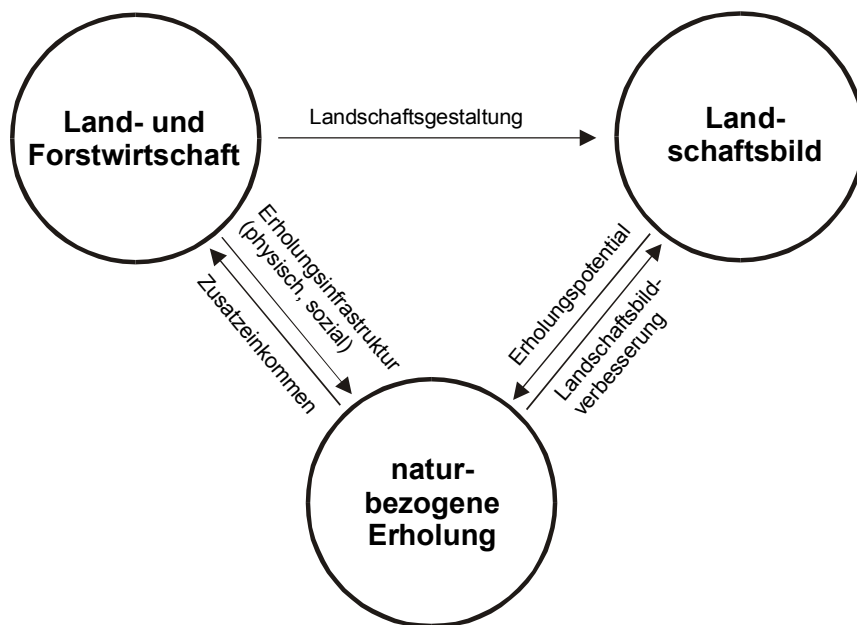 Land- und
Forstwirtschaft
Landschaftsgestaltung
Land-
schaftsbild
Erholungsinfrastruktur
(physisch, sozial)
Zusatzeinkommen
Erholungspotential
Landschaftsbild-
verbesserung
natur-
bezogene
Erholung